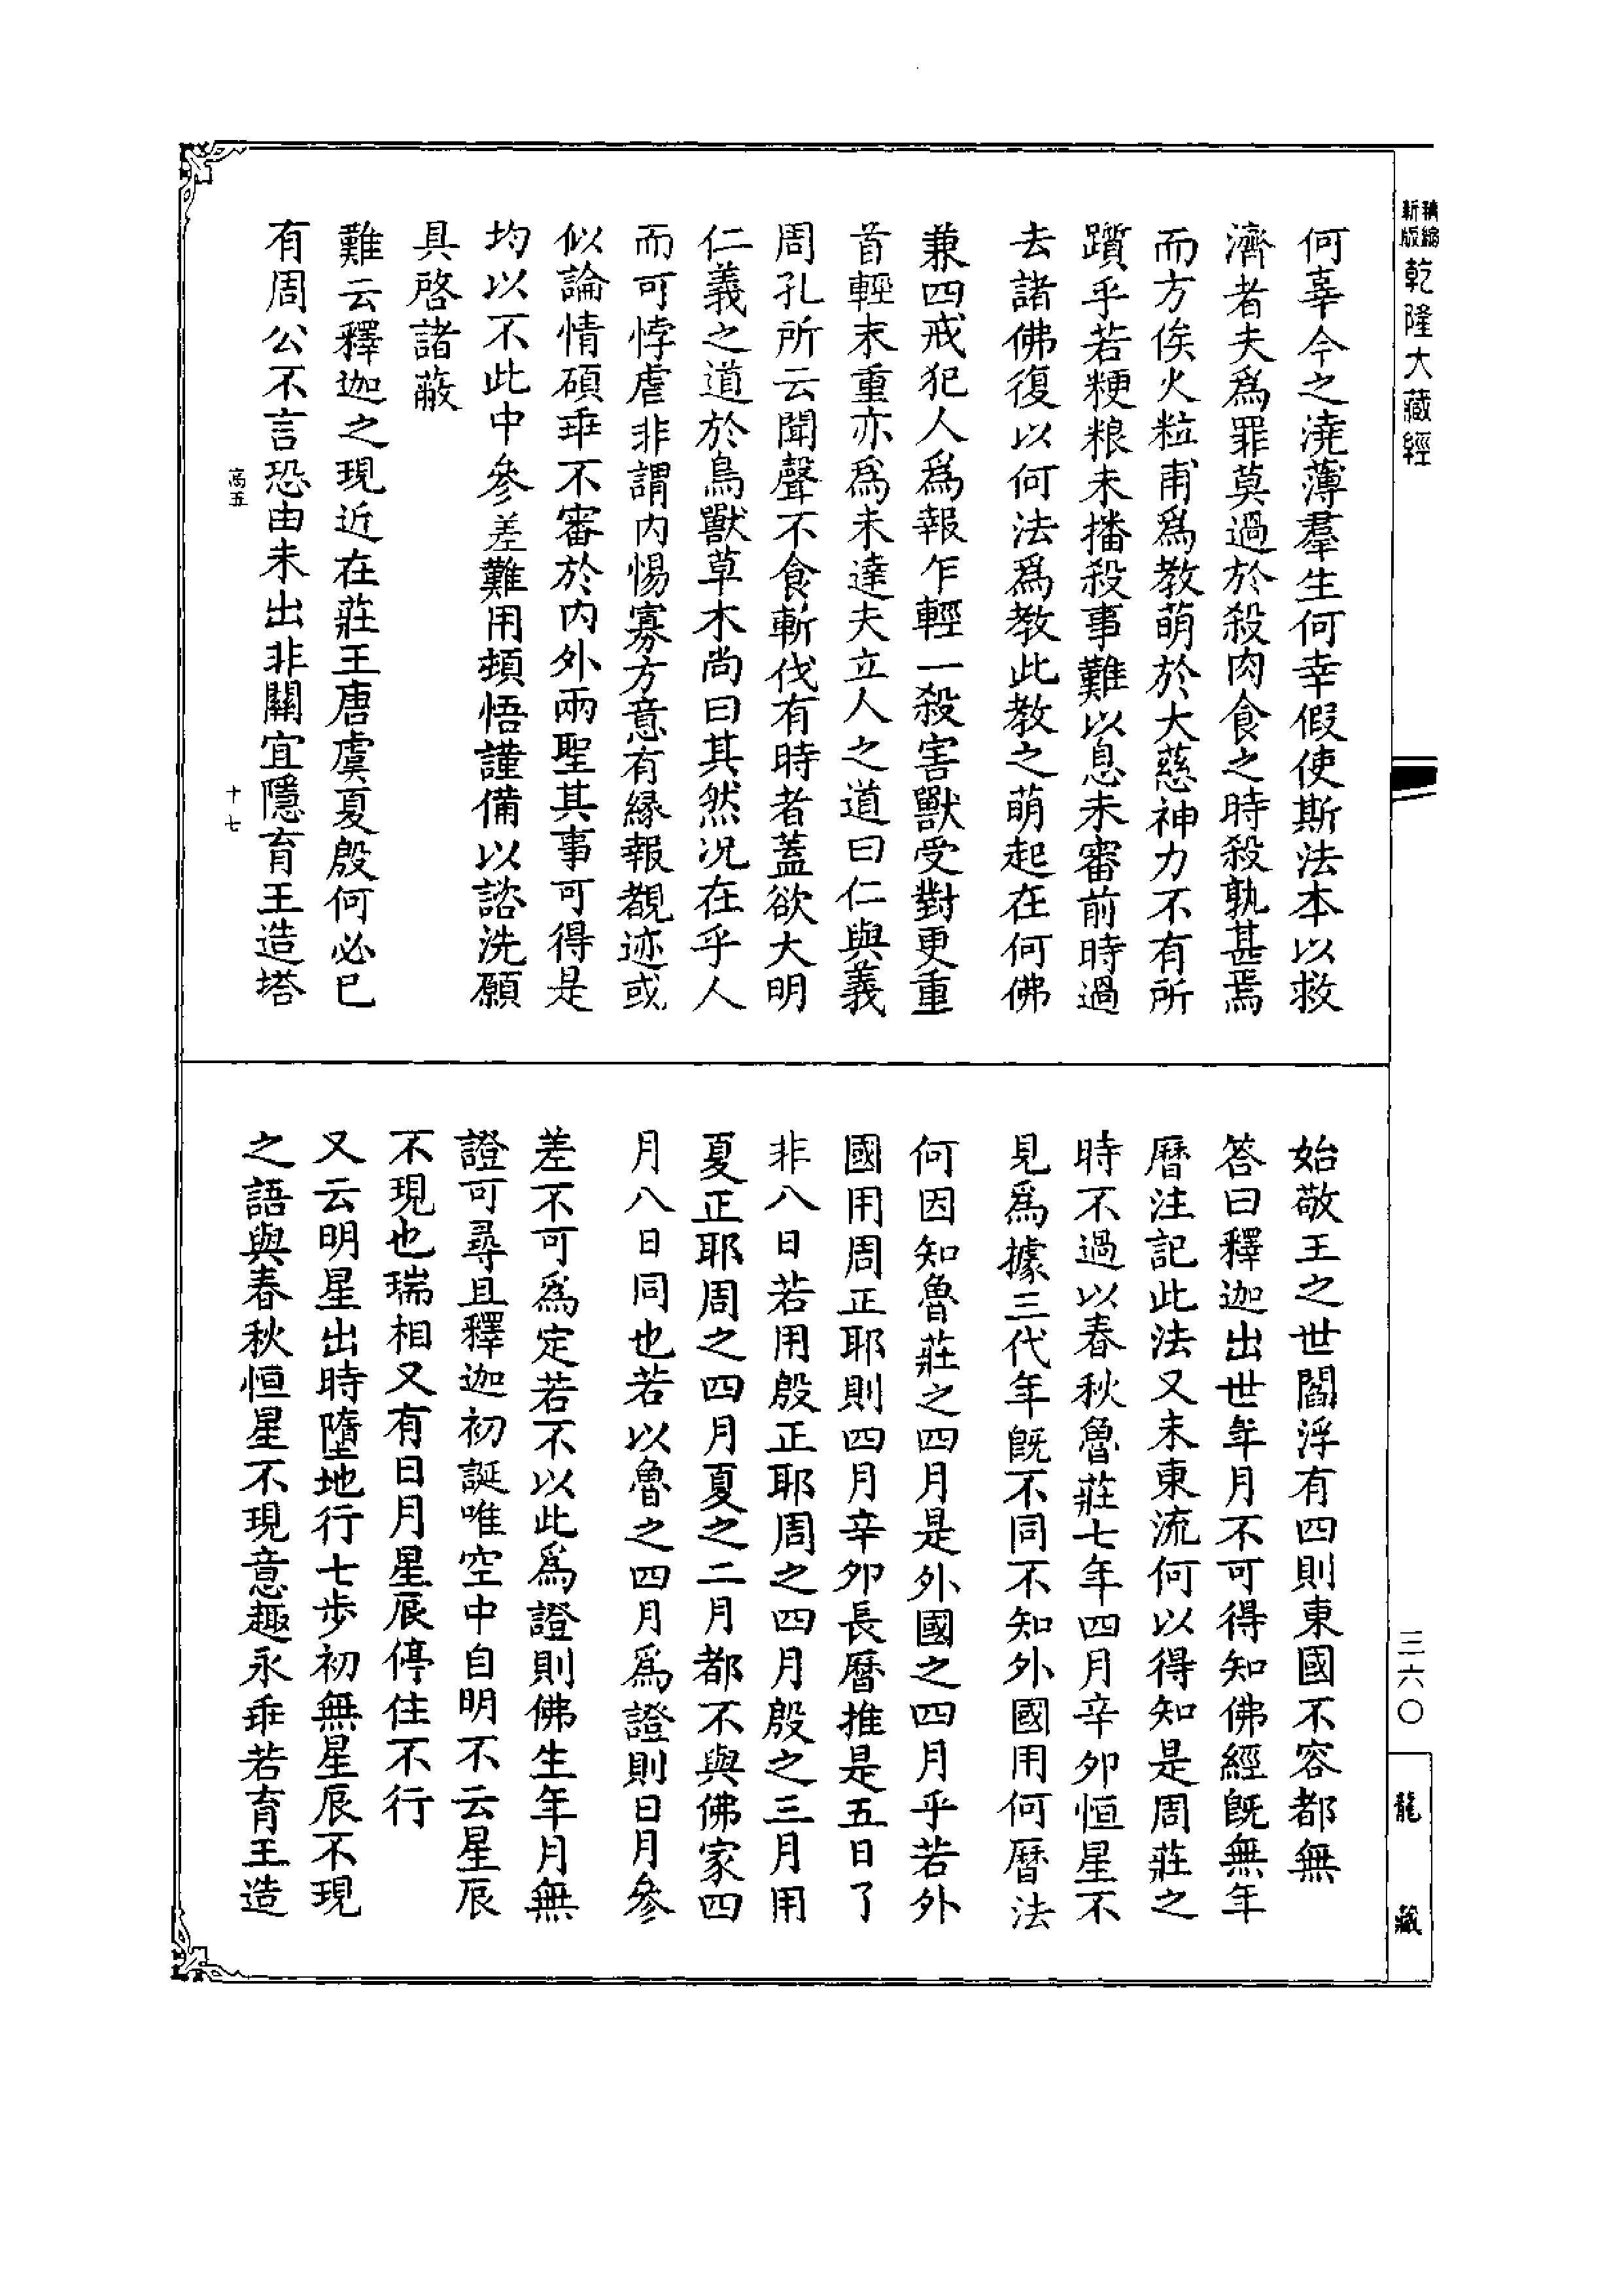 精縮新版乾隆大藏經
何辜今之澆薄羣生何幸假使斯法本以救
濟者夫爲罪莫過於殺肉食之時殺孰甚焉
而方俟火粒甫爲教萌於大慈神力不有所
躓乎若粳粮未播殺事難以息未審前時過
去諸佛復以何法爲教此教之萌起在何佛
兼四戒犯人爲報乍輕一殺害獸受對更重
首輕末重亦爲未達夫立人之道曰仁與義
周孔所云聞聲不食斬伐有時者蓋欲大明
仁義之道於鳥獸草木尚曰其然況在乎人
而可悖虐非謂內惕寡方意有緣報覩迹或
似論情碩乖不審於內外兩聖其事可得是
均以不此中參差難用頓悟謹備以諮洗願
具啓諸蔽
難云釋迦之現近在莊王唐虞夏殷何必已
有周公不言恐由未出非關宜隱育王造塔
高五
十七
始敬王之世閻浮有四則東國不容都無
答曰釋迦出世年月不可得知佛經旣無年
曆注記此法又未東流何以得知是周莊之
時不過以春秋魯莊七年四月辛卯恒星不
見爲據三代年旣不同不知外國用何曆法
何因知魯莊之四月是外國之四月乎若外
國用周正耶則四月辛卯長曆推是五日了
非八日若用殷正耶周之四月殷之三月用
夏正耶周之四月夏之二月都不與佛家四
月八日同也若以魯之四月爲證則日月參
差不可爲定若不以此爲證則佛生年月無
證可尋且釋迦初誕唯空中自明不云星辰
不現也瑞相又有日月星辰停住不行
又云明星出時墮地行七步初無星辰不現
之語與春秋恒星不現意趣永乖若育王造
三六〇
龍藏